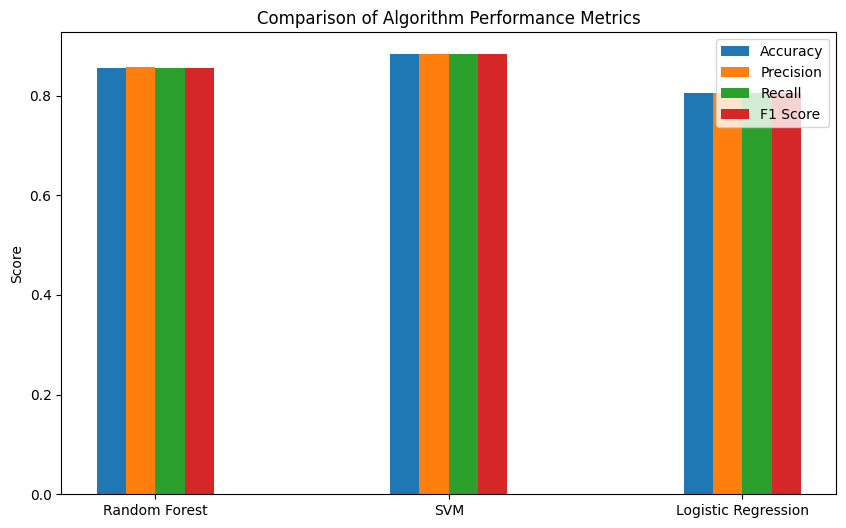 Comparison of Algorithm Performance Metrics
Accuracy
Precision
Recall
F1 Score
Score
0.8
0.6
0.4
0.2
0.0
Random Forest
SVM
Logistic Regression